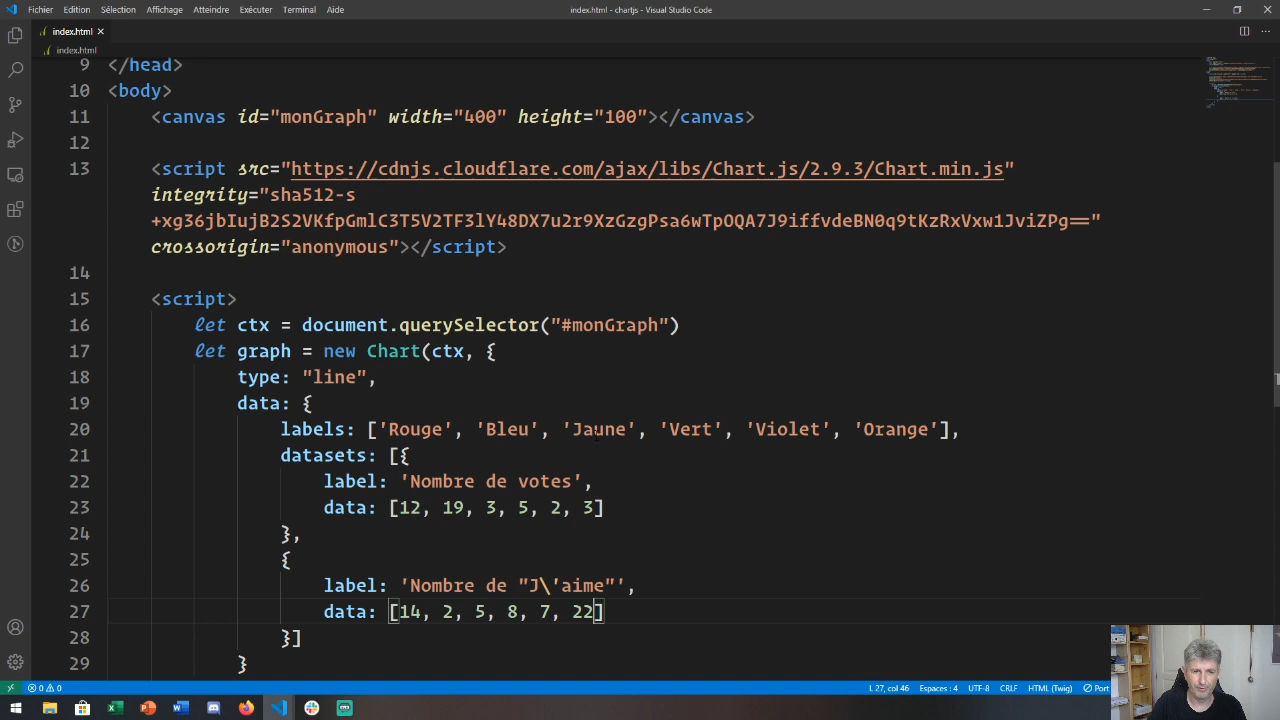 Fichier Edition Sélection Affichage Atteindre Exécuter Terminal Aide index.html - chartjs - Visual Studio Code
index.html
index.html
9 </head>
10 <body>
11 <canvas id="monGraph" width="400" height="100"></canvas>
12
13 <script src="https://cdnjs.cloudflare.com/ajax/libs/Chart.js/2.9.3/Chart.min.js"
integrity="sha512-s
+xg36jbIujB2S2VKfpGmlC3T5V2TF3lY48DX7u2r9XzGzgPsa6wTpOQA7J9iffvdeBN0q9tKzRxVxw1JviZPg=="
crossorigin="anonymous"></script>
14
15 <script>
16 let ctx = document.querySelector("#monGraph")
17 let graph = new Chart(ctx, {
18 type: "line",
19 data: {
20 labels: ['Rouge', 'Bleu', 'Jaune', 'Vert', 'Violet', 'Orange'],
21 datasets: [{
22 label: 'Nombre de votes',
23 data: [12, 19, 3, 5, 2, 3]
24 },
25 {
26 label: 'Nombre de "J\'aime"',
27 data: [14, 2, 5, 8, 7, 22]
28 }]
29 }
0 0 L 27, col 46 Espaces : 4 UTF-8 CRLF HTML (Twig) Port